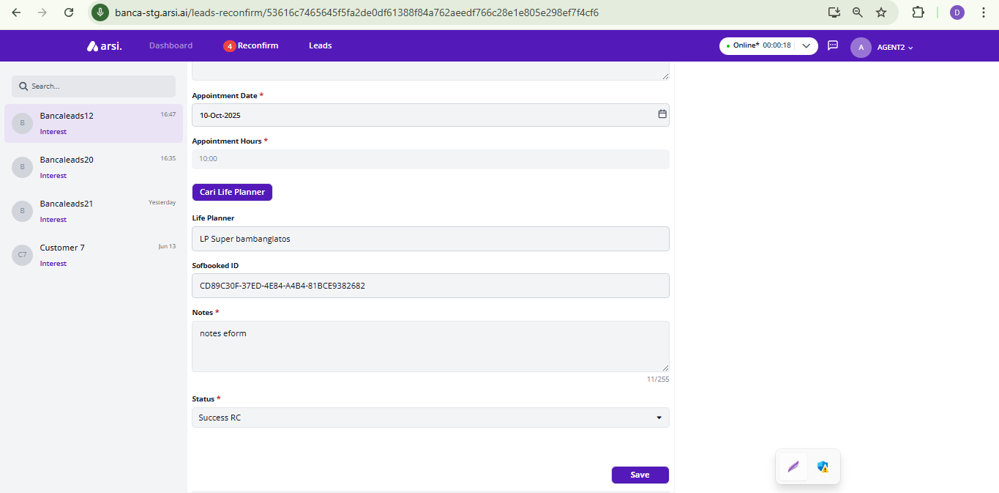 banca-stg.arsi.ai/leads-reconfirm/53616c7465645f5fa2de0df61388f84a762aeedf766c28e1e805e298ef7f4cf6
D
arsi.
Dashboard
4 Reconfirm
Leads
Online* 00:00:18
A
AGENT2
Search...
B
Bancaleads12
16:47
Interest
B
Bancaleads20
16:35
Interest
B
Bancaleads21
Yesterday
Interest
C7
Customer 7
Jun 13
Interest
Appointment Date *
10-Oct-2025
Appointment Hours *
10:00
Cari Life Planner
Life Planner
LP Super bambanglatos
Sofbooked ID
CD89C30F-37ED-4E84-A4B4-81BCE9382682
Notes *
notes eform
11/255
Status *
Success RC
Save